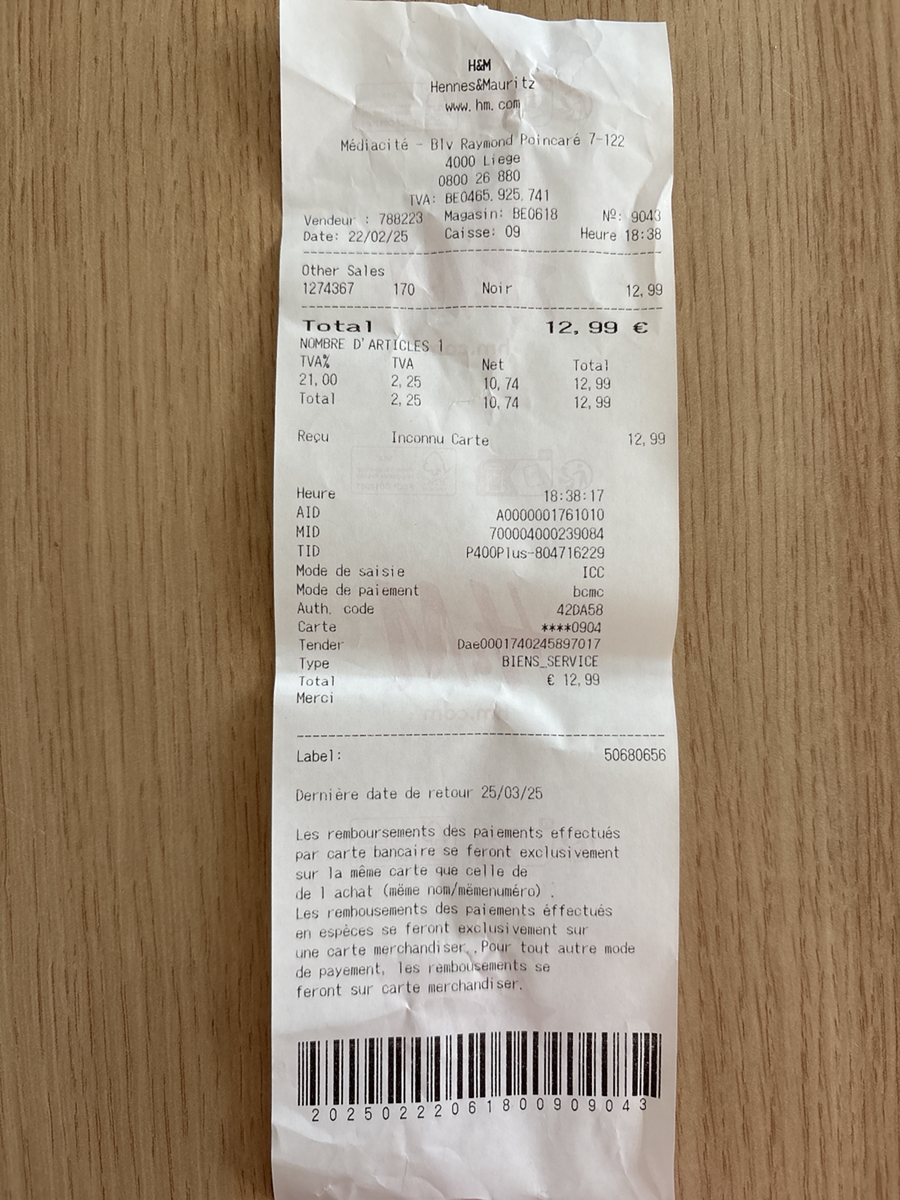 H&M
Hennes&Mauritz
www.hm.com
Médiacité - Blv Raymond Poincaré 7-122
4000 Liege
0800 26 880
TVA: BE0465.925.741
Vendeur : 788223 Magasin: BE0618 Nº: 9043
Date: 22/02/25 Caisse: 09 Heure 18:38
Other Sales
1274367 170 Noir 12,99
Total 12,99 €
NOMBRE D'ARTICLES 1
TVA% TVA Net Total
21,00 2,25 10,74 12,99
Total 2,25 10,74 12,99
Reçu Inconnu Carte 12,99
Heure 18:38:17
AID A0000001761010
MID 700004000239084
TID P400Plus-804716229
Mode de saisie ICC
Mode de paiement bcmc
Auth. code 42DA58
Carte ****0904
Tender Dae0001740245897017
Type BIENS_SERVICE
Total € 12,99
Merci
Label: 50680656
Dernière date de retour 25/03/25
Les remboursements des paiements effectués
par carte bancaire se feront exclusivement
sur la même carte que celle de
de l achat (même nom/mêmenuméro) .
Les rembousements des paiements éffectués
en espèces se feront exclusivement sur
une carte merchandiser..Pour tout autre mode
de payement, les rembousements se
feront sur carte merchandiser.
2025022206180090904 3